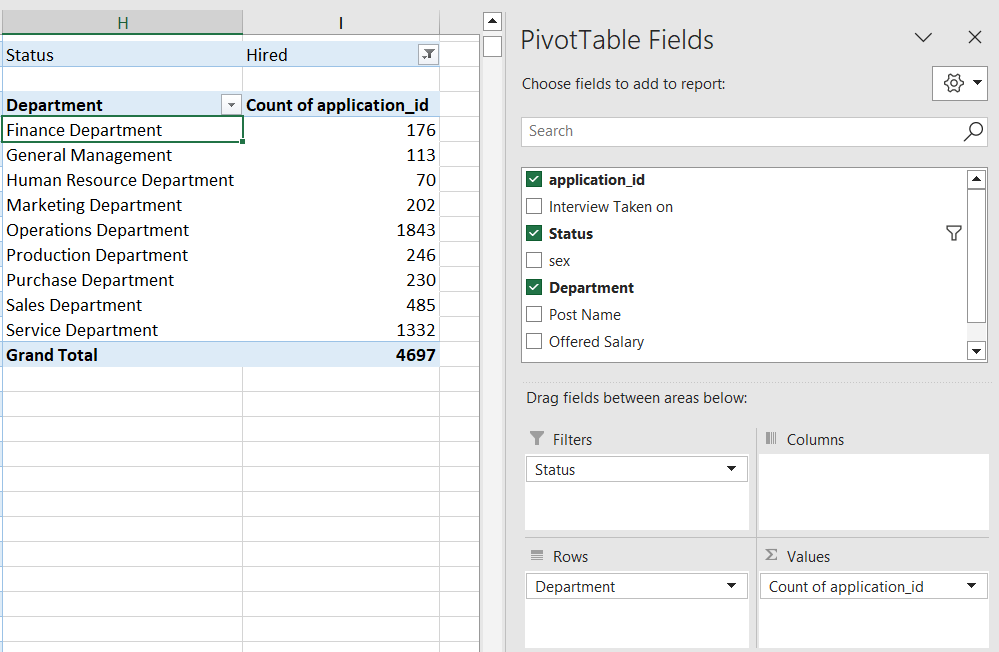 H I
Status Hired
Department Count of application_id
Finance Department 176
General Management 113
Human Resource Department 70
Marketing Department 202
Operations Department 1843
Production Department 246
Purchase Department 230
Sales Department 485
Service Department 1332
Grand Total 4697
PivotTable Fields
Choose fields to add to report:
Search
application_id
Interview Taken on
Status
sex
Department
Post Name
Offered Salary
Drag fields between areas below:
Filters
Status
Columns
Rows
Department
Σ Values
Count of application_id